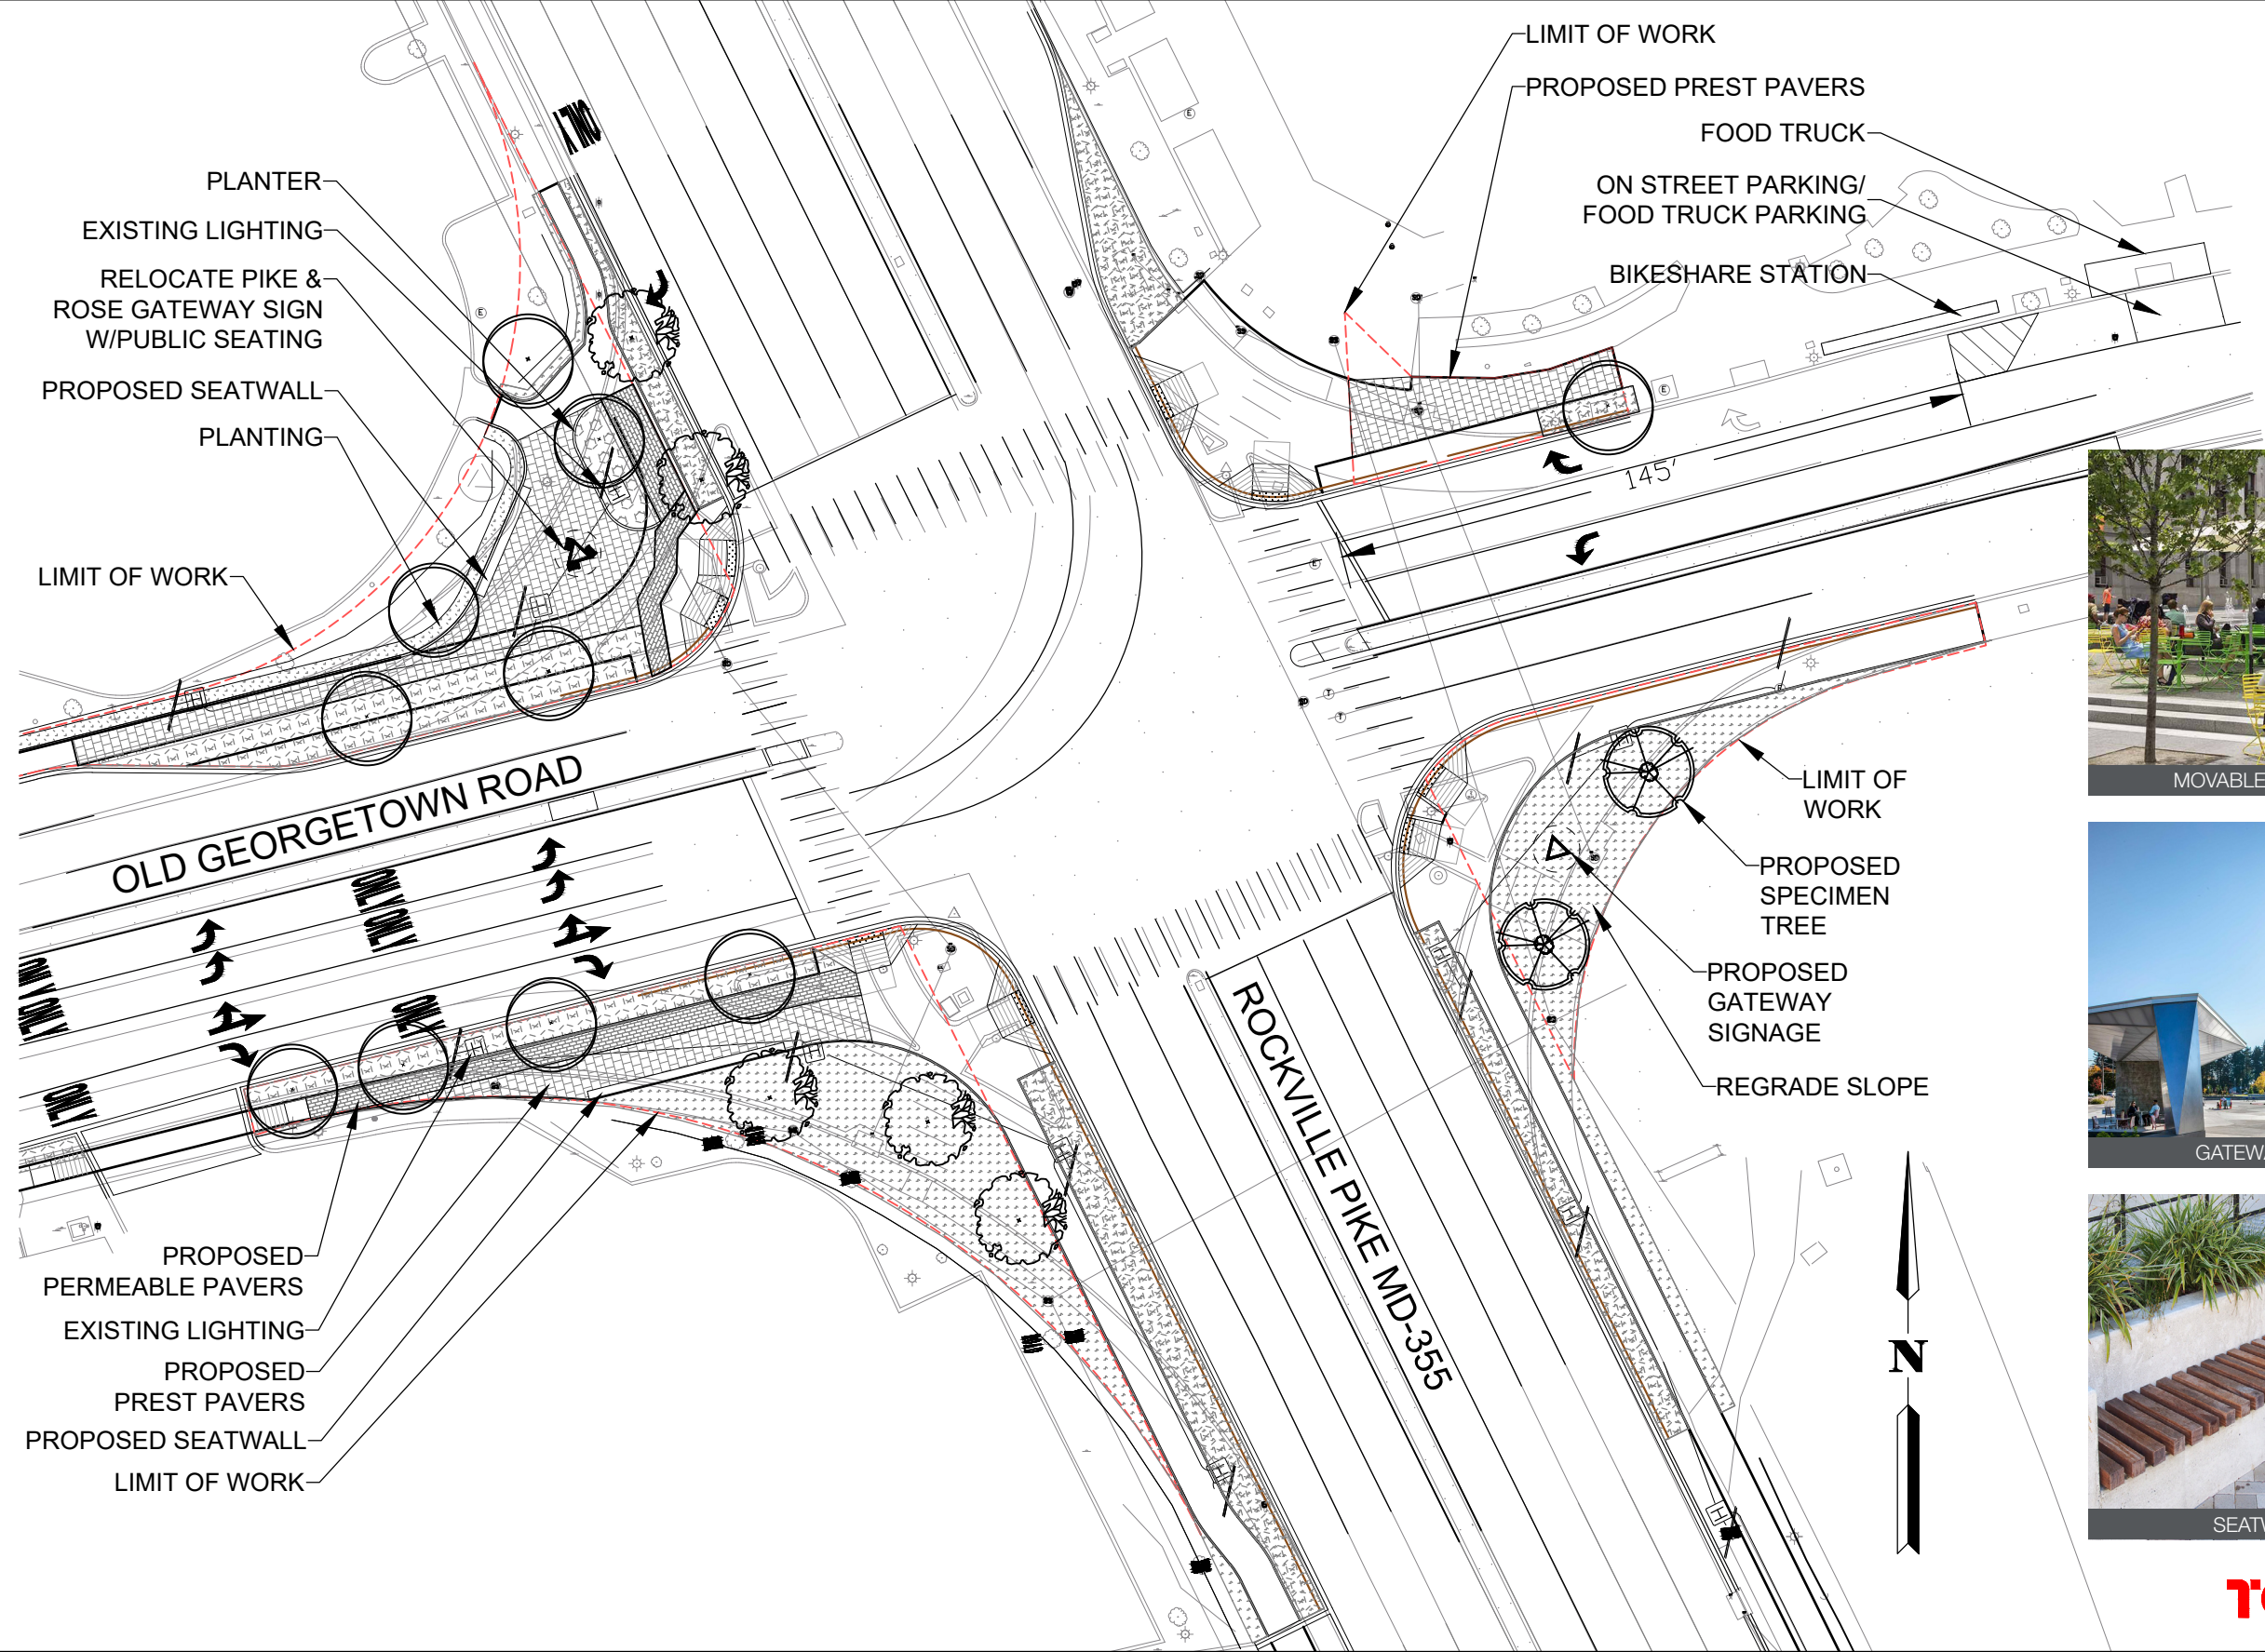 PLANTER
EXISTING LIGHTING
RELOCATE PIKE &
ROSE GATEWAY SIGN
W/PUBLIC SEATING
PROPOSED SEATWALL
PLANTING
LIMIT OF WORK
ONLY
LIMIT OF WORK
PROPOSED PREST PAVERS
FOOD TRUCK
ON STREET PARKING/
FOOD TRUCK PARKING
BIKESHARE STATION
145'
MOVABLE
OLD GEORGETOWN ROAD
ONLY ONLY
ONLY ONLY
ONLY
ONLY
LIMIT OF
WORK
PROPOSED
SPECIMEN
TREE
PROPOSED
GATEWAY
SIGNAGE
REGRADE SLOPE
ROCKVILLE PIKE MD-355
PROPOSED
PERMEABLE PAVERS
EXISTING LIGHTING
PROPOSED
PREST PAVERS
PROPOSED SEATWALL
LIMIT OF WORK
N